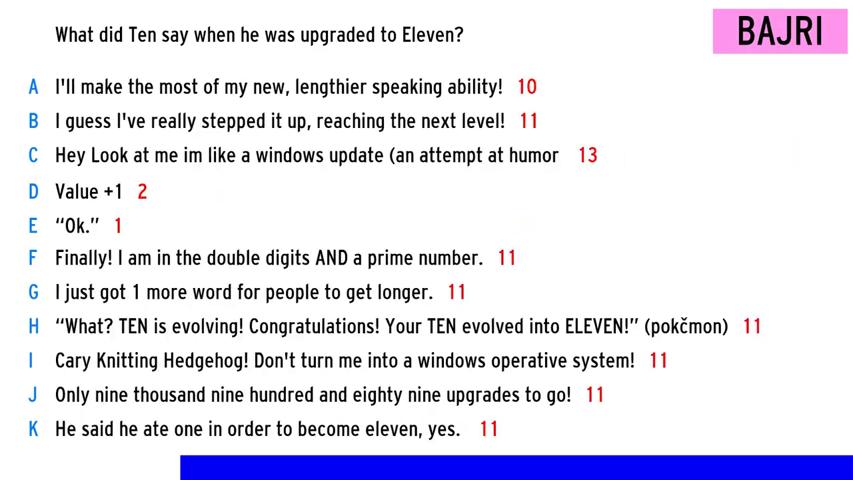 What did Ten say when he was upgraded to Eleven?
BAJRI
A I'll make the most of my new, lengthier speaking ability! 10
B I guess I've really stepped it up, reaching the next level! 11
C Hey Look at me im like a windows update (an attempt at humor 13
D Value +1 2
E “Ok.” 1
F Finally! I am in the double digits AND a prime number. 11
G I just got 1 more word for people to get longer. 11
H “What? TEN is evolving! Congratulations! Your TEN evolved into ELEVEN!” (pokčmon) 11
I Cary Knitting Hedgehog! Don't turn me into a windows operative system! 11
J Only nine thousand nine hundred and eighty nine upgrades to go! 11
K He said he ate one in order to become eleven, yes. 11